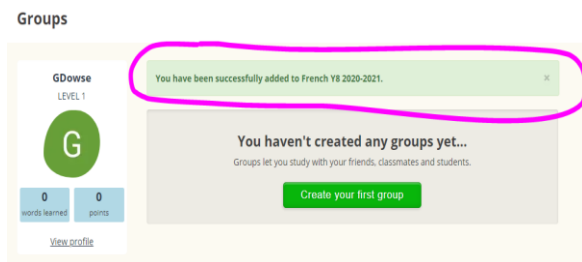 Groups
GDowse
LEVEL 1
G
0
words learned
0
points
View profile
You have been successfully added to French Y8 2020-2021.
×
You haven't created any groups yet...
Groups let you study with your friends, classmates and students.
Create your first group